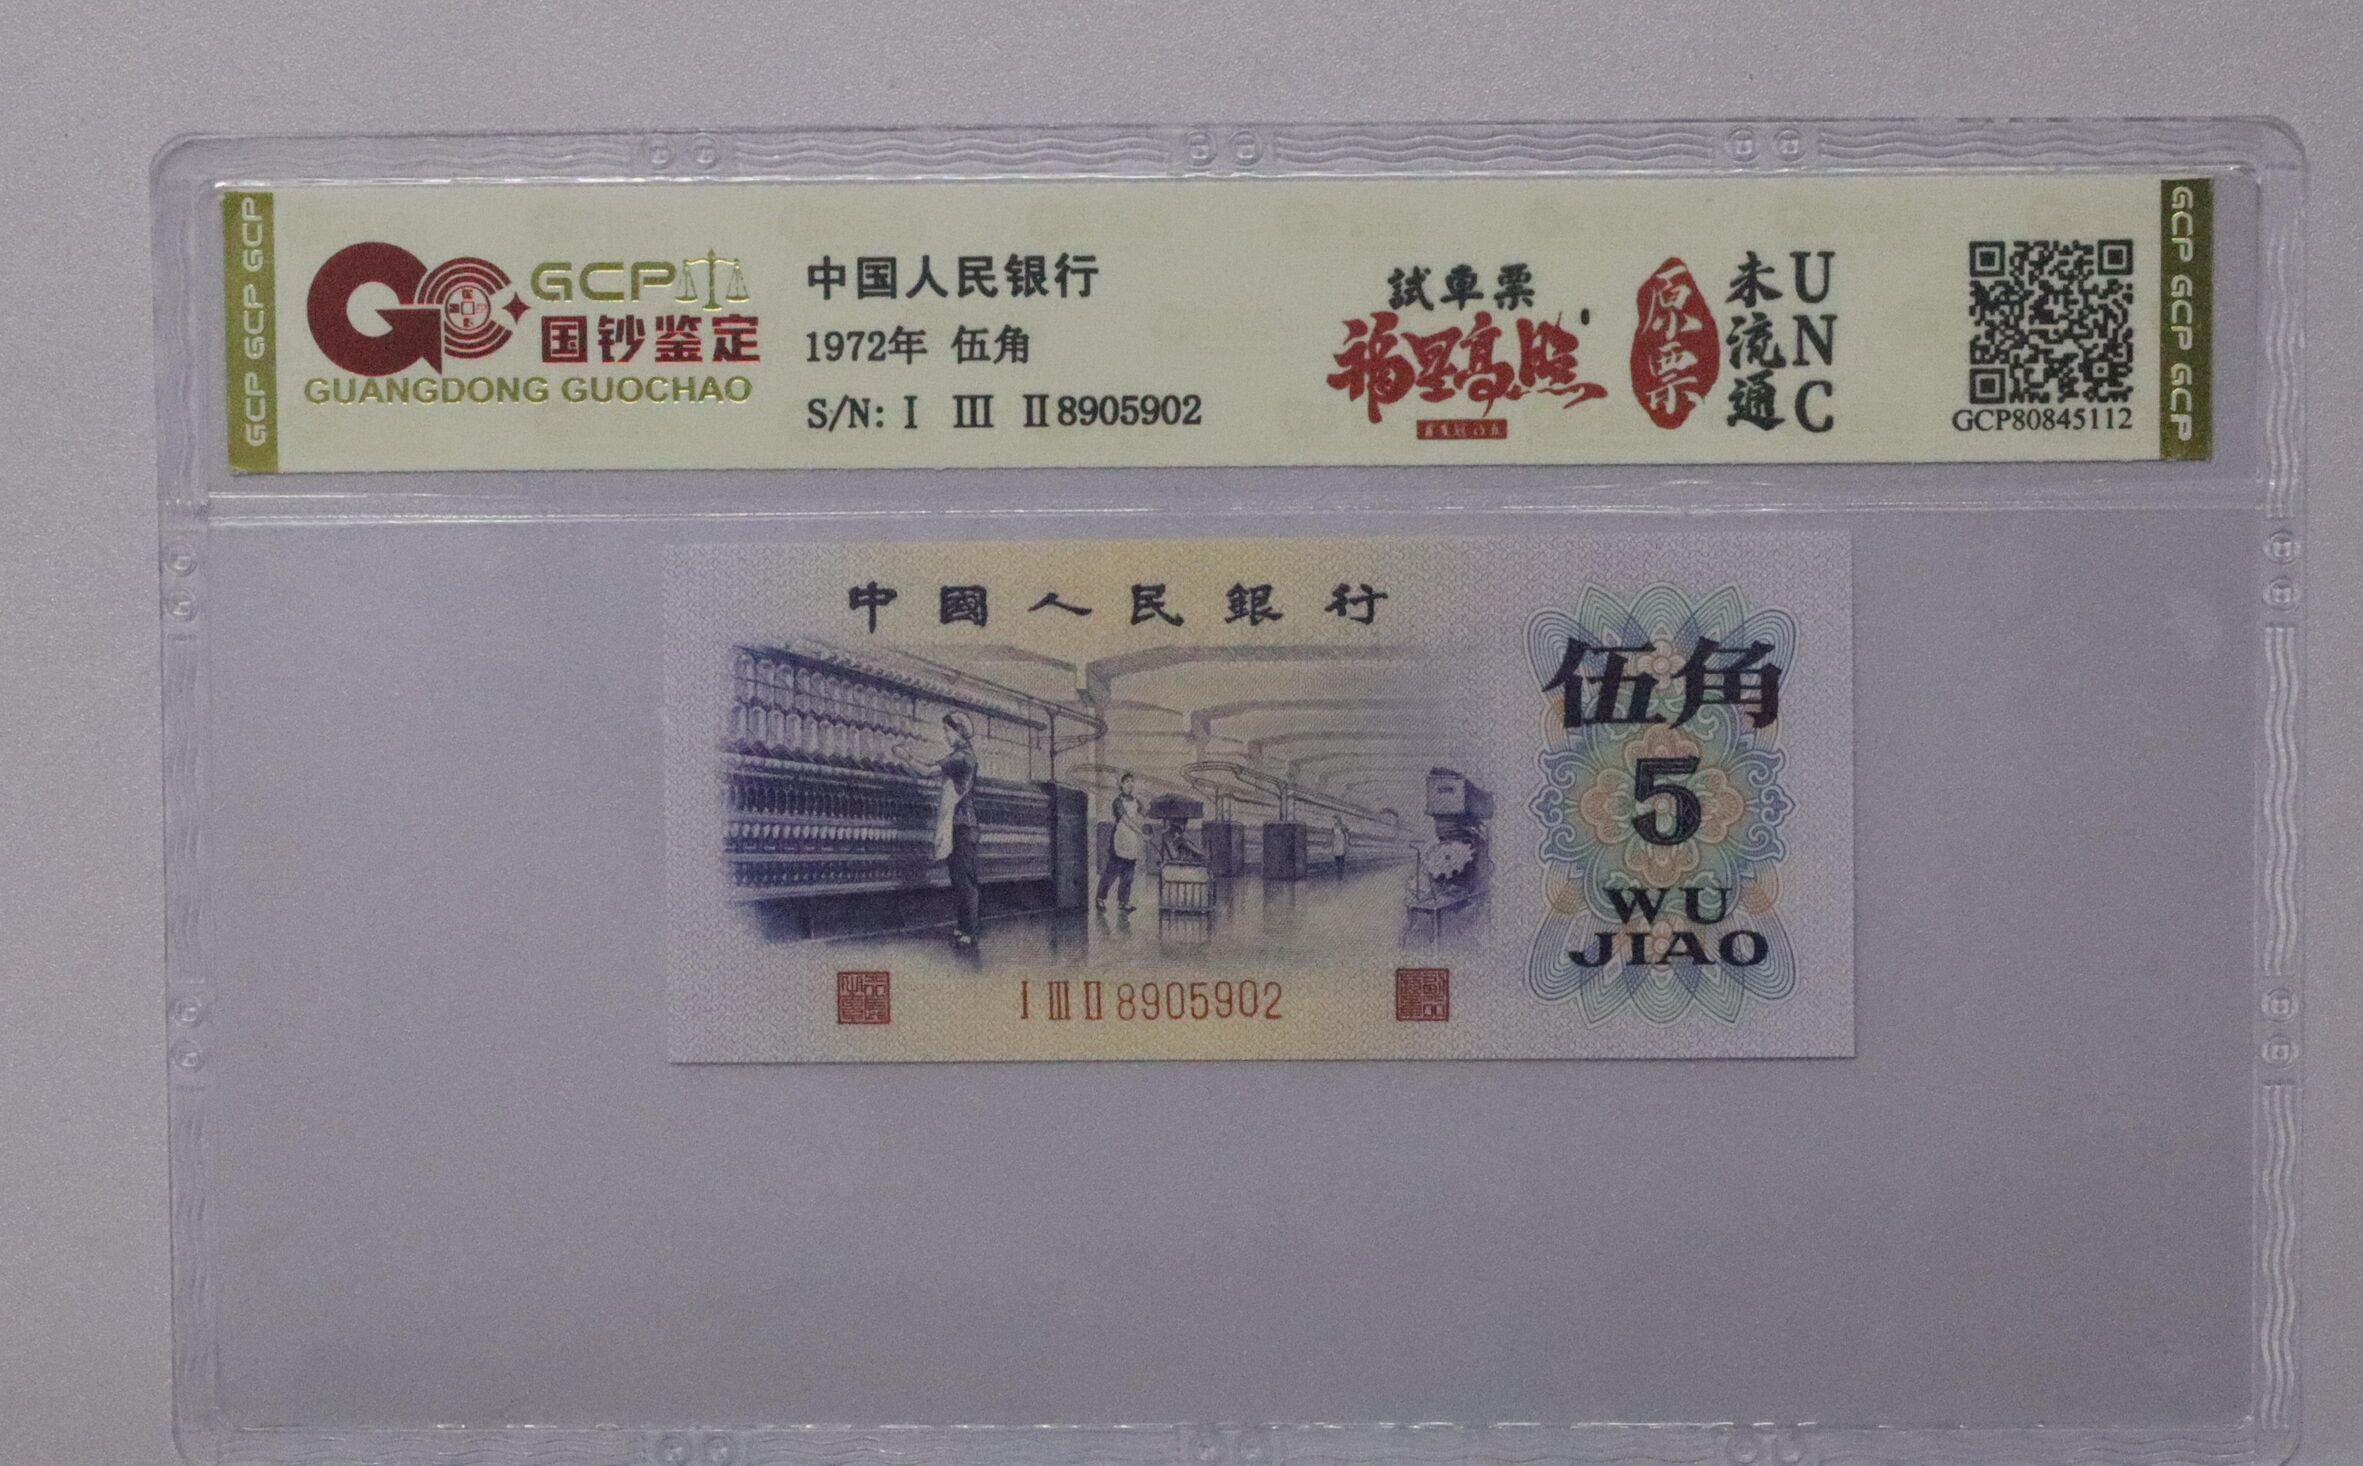 GCP GCP GCP
GCP
国钞鉴定
GUANGDONG GUOCHAO
中国人民银行
1972年 伍角
S/N: Ⅰ Ⅲ Ⅱ 8905902
試車票
福星高照
原票
未流通
UNC
GCP80845112
GCP GCP GCP
中國人民銀行
伍角
5
WU
JIAO
Ⅰ Ⅲ Ⅱ 8905902